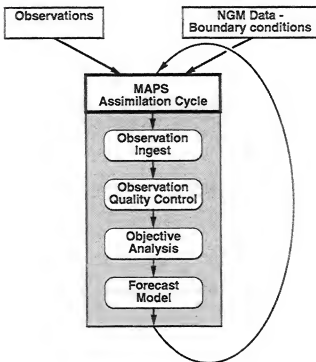 Observations
NGM Data -
Boundary conditions
MAPS
Assimilation Cycle
Observation
Ingest
Observation
Quality Control
Objective
Analysis
Forecast
Model